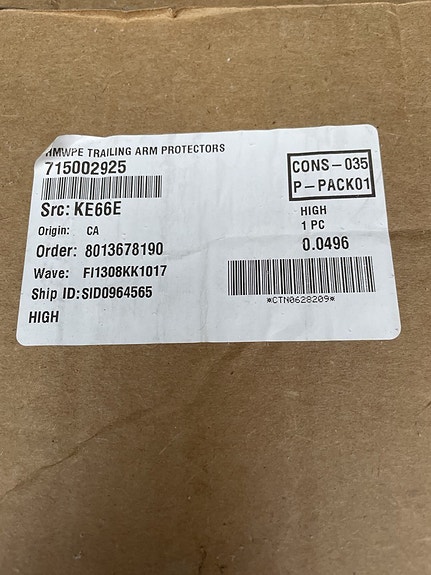 HMWPE TRAILING ARM PROTECTORS
715002925
Src: KE66E
Origin: CA
Order: 8013678190
Wave: FI1308KK1017
Ship ID:SID0964565
HIGH
CONS-035
P-PACK01
HIGH
1 PC
0.0496
*CTN0628209*